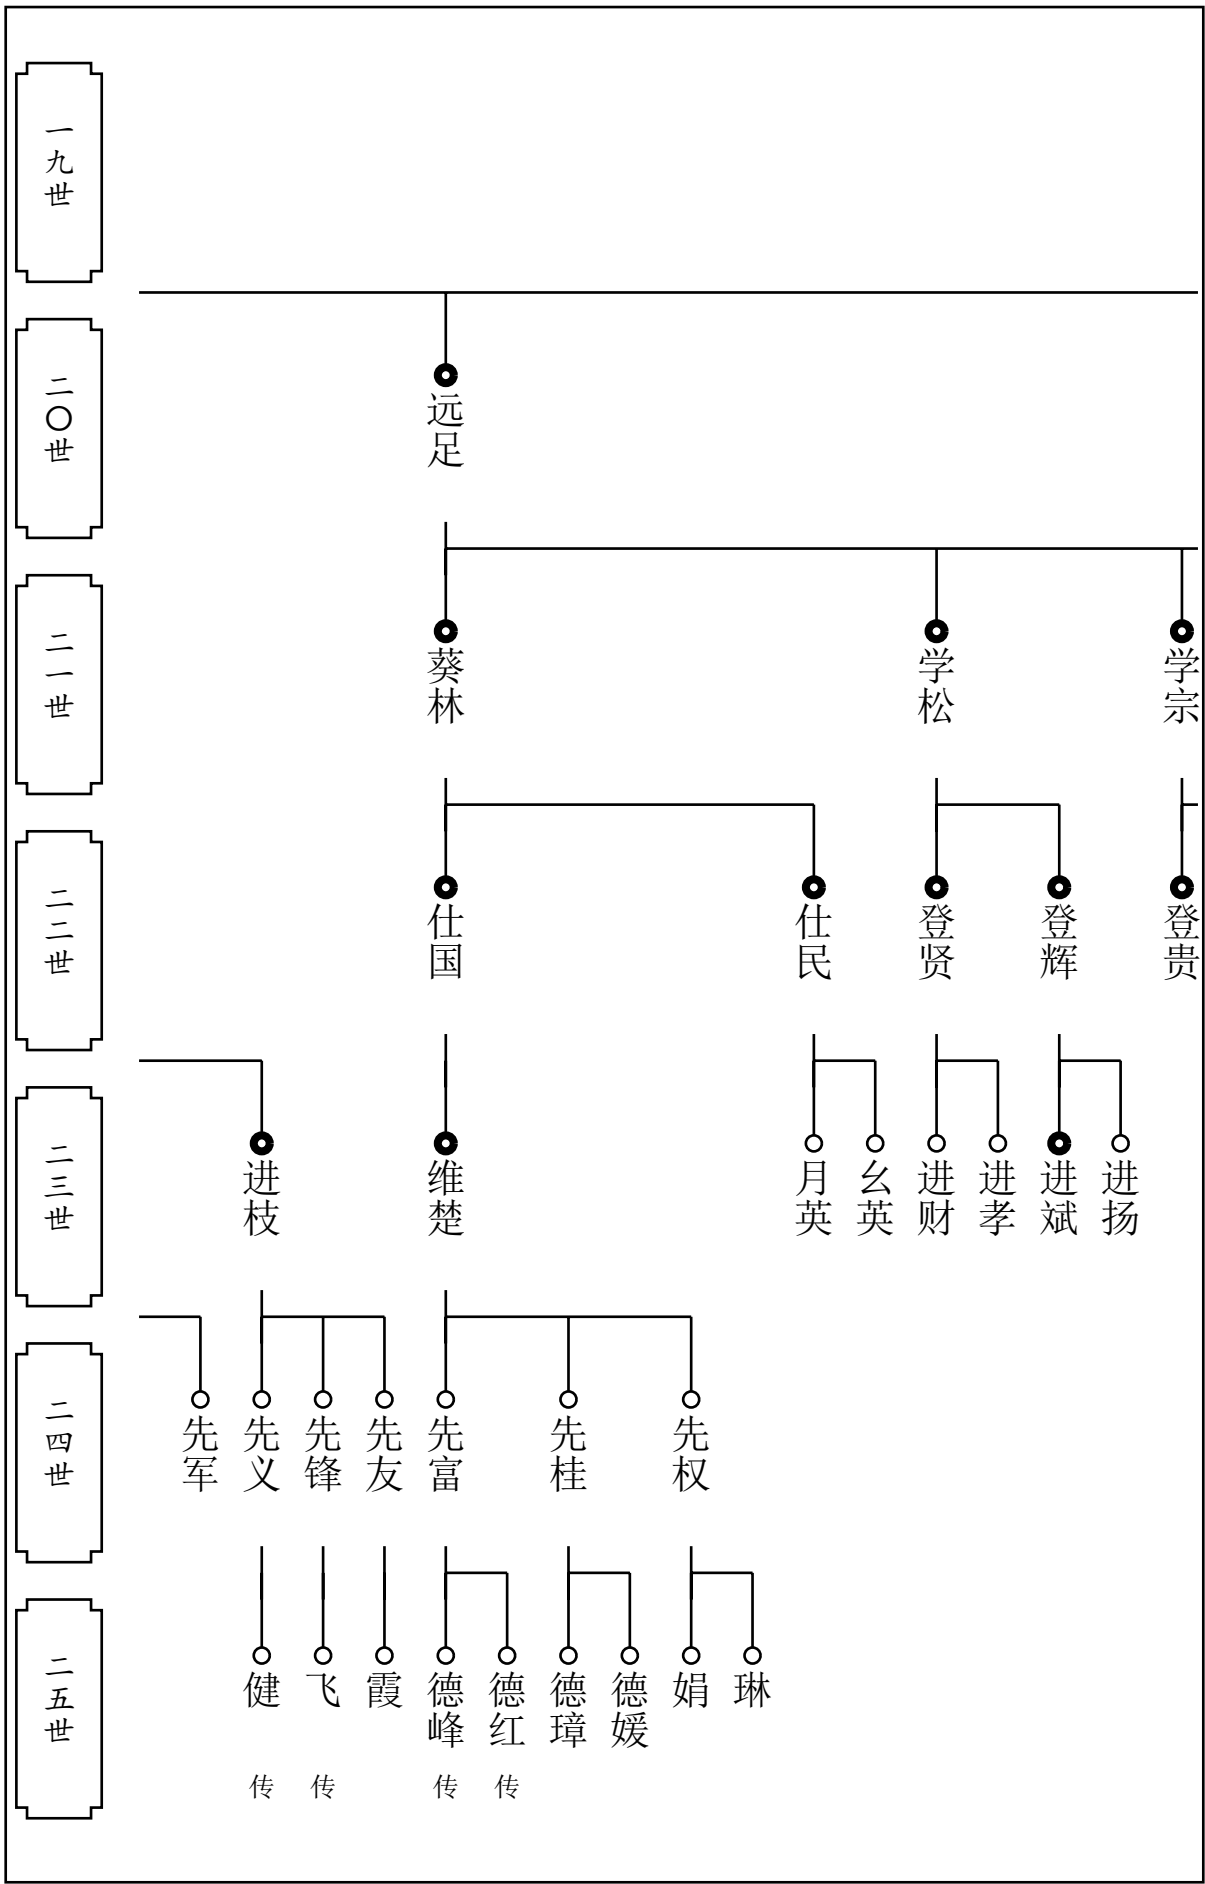 一九世
二〇世
远足
二一世
葵林
学松
学宗
二二世
仕国
仕民
登贤
登辉
登贵
二三世
进枝
维楚
月英
幺英
进财
进孝
进斌
进扬
二四世
先军
先义
先锋
先友
先富
先桂
先权
二五世
健
飞
霞
德峰
德红
德璋
德媛
娟
琳
传
传
传
传